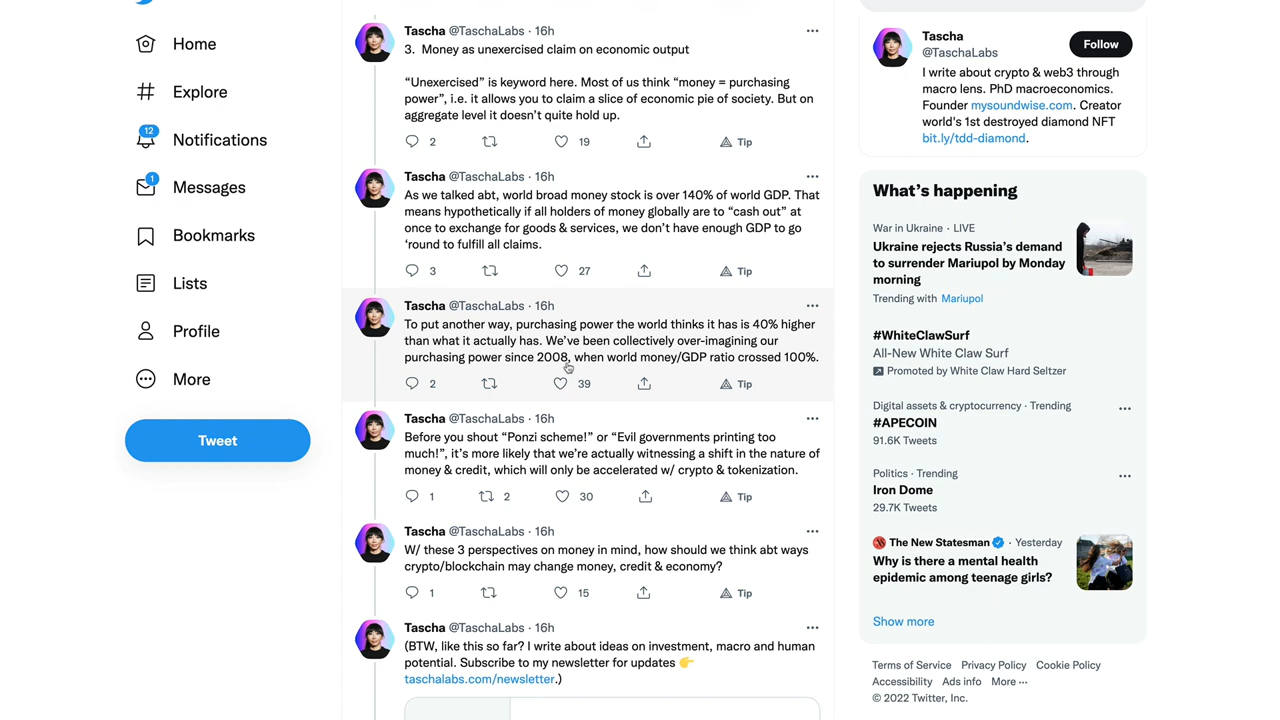 Home
Explore
12
Notifications
1
Messages
Bookmarks
Lists
Profile
More
Tweet
Tascha @TaschaLabs · 16h
3. Money as unexercised claim on economic output
“Unexercised” is keyword here. Most of us think “money = purchasing
power”, i.e. it allows you to claim a slice of economic pie of society. But on
aggregate level it doesn’t quite hold up.
2 19 Tip
Tascha @TaschaLabs · 16h
As we talked abt, world broad money stock is over 140% of world GDP. That
means hypothetically if all holders of money globally are to “cash out” at
once to exchange for goods & services, we don’t have enough GDP to go
‘round to fulfill all claims.
3 27 Tip
Tascha @TaschaLabs · 16h
To put another way, purchasing power the world thinks it has is 40% higher
than what it actually has. We’ve been collectively over-imagining our
purchasing power since 2008, when world money/GDP ratio crossed 100%.
2 39 Tip
Tascha @TaschaLabs · 16h
Before you shout “Ponzi scheme!” or “Evil governments printing too
much!”, it’s more likely that we’re actually witnessing a shift in the nature of
money & credit, which will only be accelerated w/ crypto & tokenization.
1 2 30 Tip
Tascha @TaschaLabs · 16h
W/ these 3 perspectives on money in mind, how should we think abt ways
crypto/blockchain may change money, credit & economy?
1 15 Tip
Tascha @TaschaLabs · 16h
(BTW, like this so far? I write about ideas on investment, macro and human
potential. Subscribe to my newsletter for updates 👉
taschalabs.com/newsletter.)
Tascha
@TaschaLabs
Follow
I write about crypto & web3 through
macro lens. PhD macroeconomics.
Founder mysoundwise.com. Creator
world's 1st destroyed diamond NFT
bit.ly/tdd-diamond.
What’s happening
War in Ukraine · LIVE
Ukraine rejects Russia’s demand
to surrender Mariupol by Monday
morning
Trending with Mariupol
#WhiteClawSurf
All-New White Claw Surf
Promoted by White Claw Hard Seltzer
Digital assets & cryptocurrency · Trending
#APECOIN
91.6K Tweets
Politics · Trending
Iron Dome
29.7K Tweets
The New Statesman · Yesterday
Why is there a mental health
epidemic among teenage girls?
Show more
Terms of Service Privacy Policy Cookie Policy
Accessibility Ads info More ···
© 2022 Twitter, Inc.